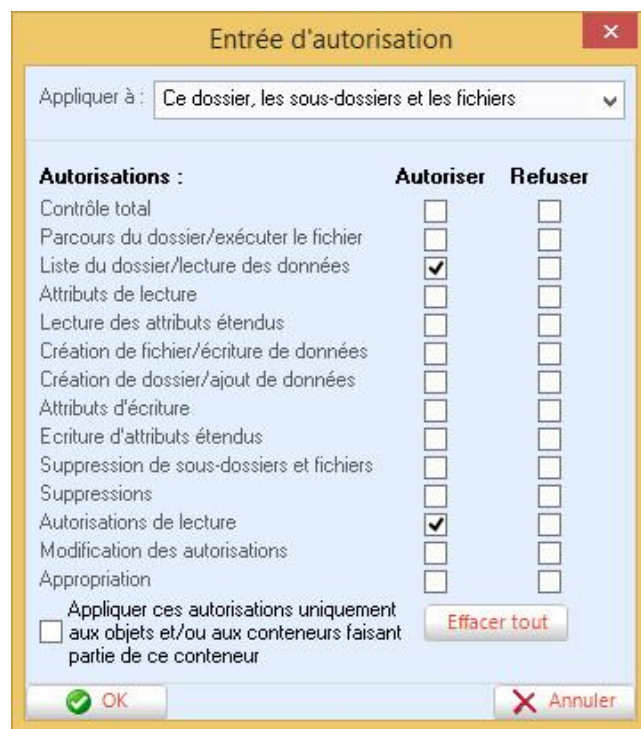 Entrée d'autorisation
Appliquer à : Ce dossier, les sous-dossiers et les fichiers
Autorisations : Autoriser Refuser
Contrôle total
Parcours du dossier/exécuter le fichier
Liste du dossier/lecture des données
Attributs de lecture
Lecture des attributs étendus
Création de fichier/écriture de données
Création de dossier/ajout de données
Attributs d'écriture
Ecriture d'attributs étendus
Suppression de sous-dossiers et fichiers
Suppressions
Autorisations de lecture
Modification des autorisations
Appropriation
Appliquer ces autorisations uniquement
aux objets et/ou aux conteneurs faisant
partie de ce conteneur
Effacer tout
OK Annuler